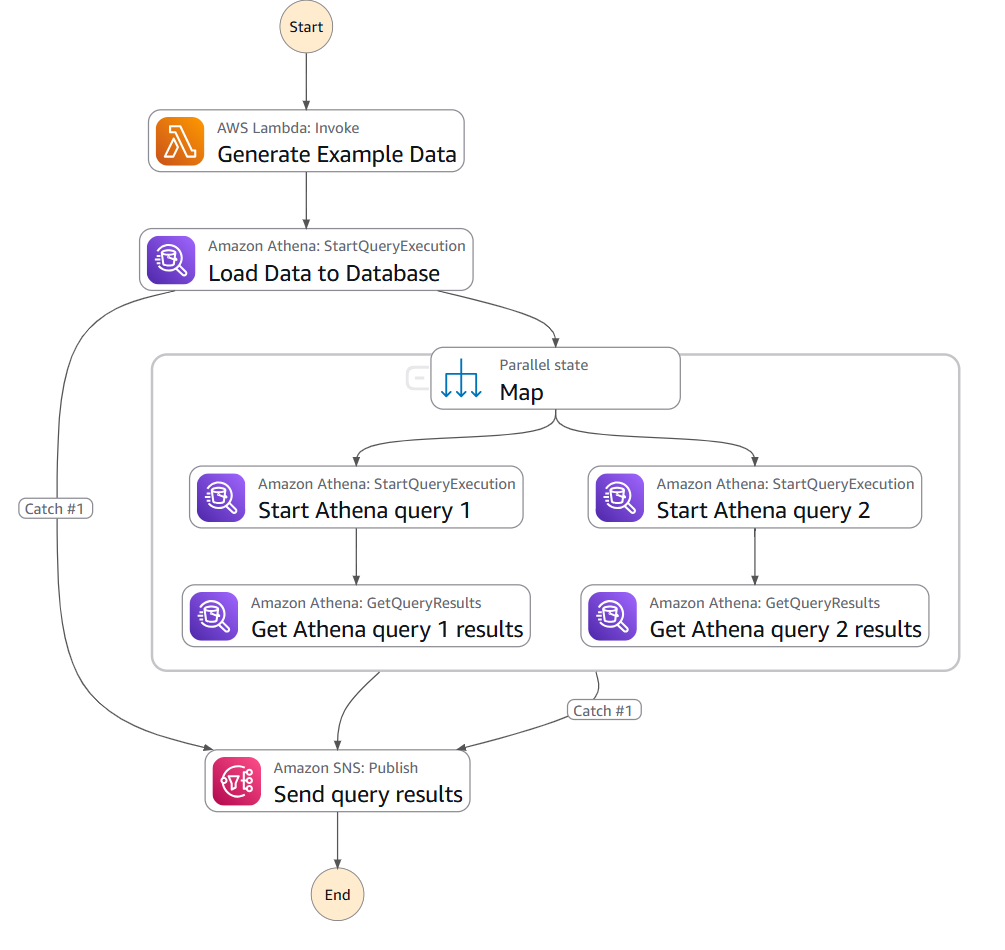 Start
AWS Lambda: Invoke
Generate Example Data
Amazon Athena: StartQueryExecution
Load Data to Database
Parallel state
Map
Amazon Athena: StartQueryExecution
Start Athena query 1
Amazon Athena: StartQueryExecution
Start Athena query 2
Catch #1
Amazon Athena: GetQueryResults
Get Athena query 1 results
Amazon Athena: GetQueryResults
Get Athena query 2 results
Catch #1
Amazon SNS: Publish
Send query results
End